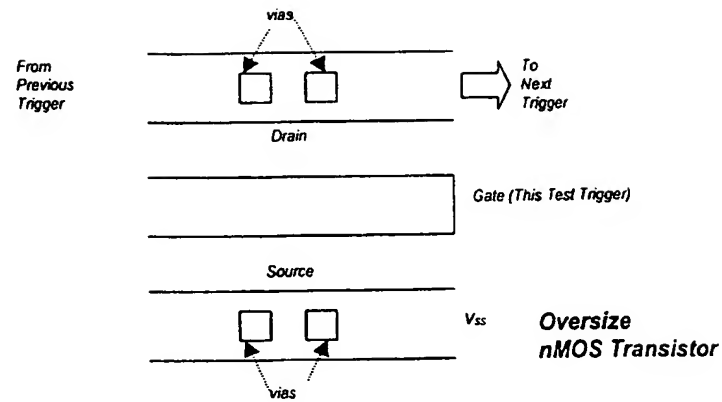 vias
From
Previous
Trigger
To
Next
Trigger
Drain
Gate (This Test Trigger)
Source
Vss
Oversize
nMOS Transistor
vias